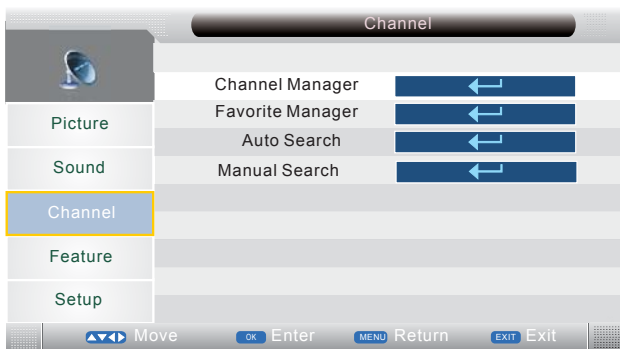 Channel
Channel Manager
Favorite Manager
Auto Search
Manual Search
Picture
Sound
Channel
Feature
Setup
Move OK Enter MENU Return EXIT Exit